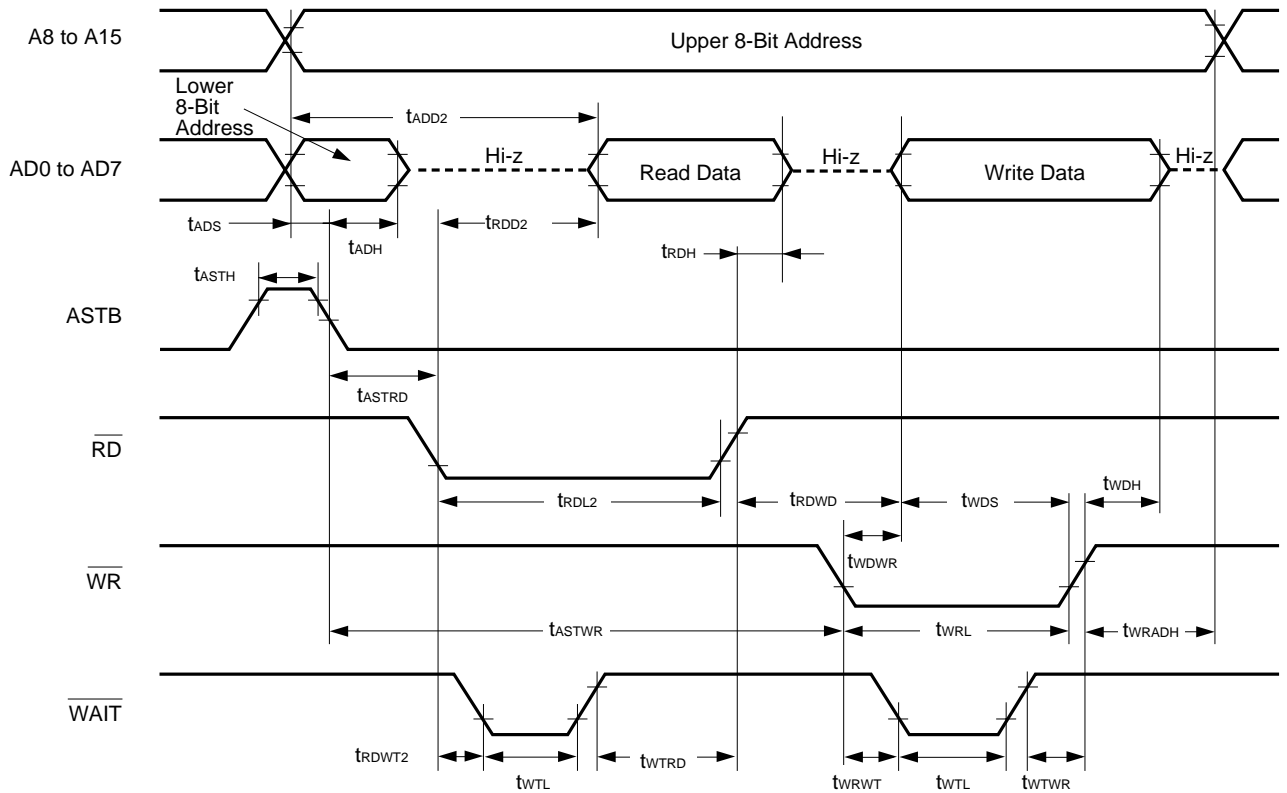 A8 to A15
Upper 8-Bit Address
Lower
8-Bit
Address
tADD2
AD0 to AD7
Hi-z
Read Data
Hi-z
Write Data
Hi-z
tADS
tADH
tRDD2
tRDH
tASTH
ASTB
tASTRD
RD
tRDL2
tRDWD
tWDS
tWDH
tWDWR
WR
tASTWR
tWRL
tWRADH
WAIT
tRDWT2
tWTL
tWTRD
tWRWT
tWTL
tWTWR